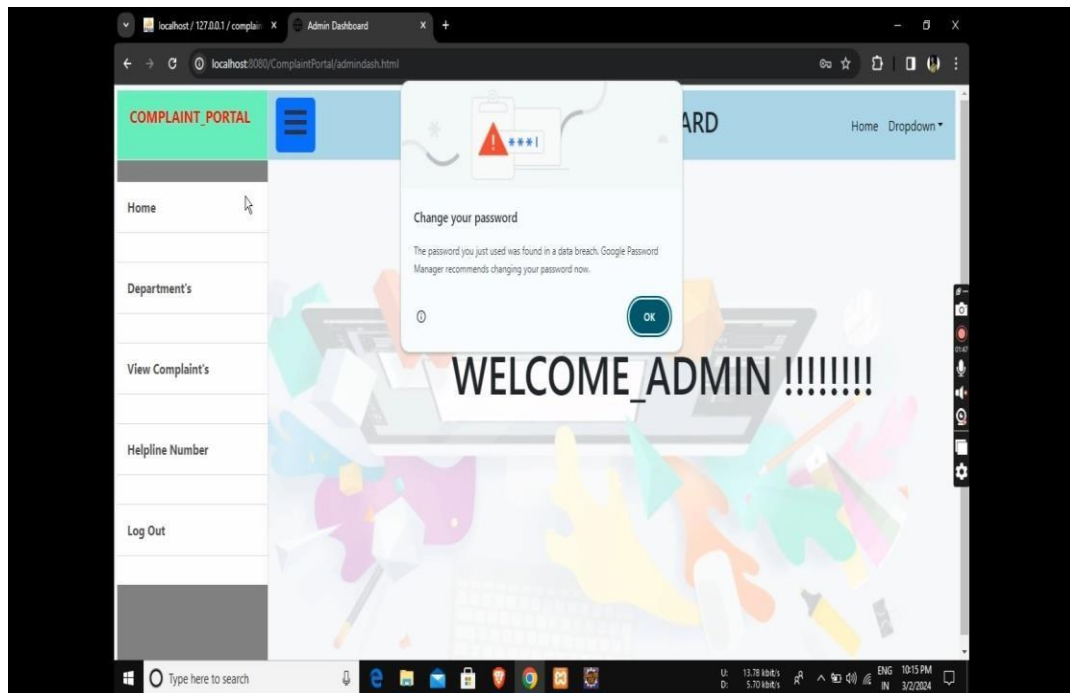 localhost / 127.0.0.1 / complain
Admin Dashboard
localhost:8080/ComplaintPortal/admindash.html
COMPLAINT_PORTAL
ARD
Home Dropdown
***
Home
Department's
View Complaint's
Helpline Number
Log Out
Change your password
The password you just used was found in a data breach. Google Password
Manager recommends changing your password now.
OK
WELCOME_ADMIN !!!!!!!!
01:47
Type here to search
U: 13.78 kbit/s
D: 5.70 kbit/s
ENG
IN
10:15 PM
3/2/2024